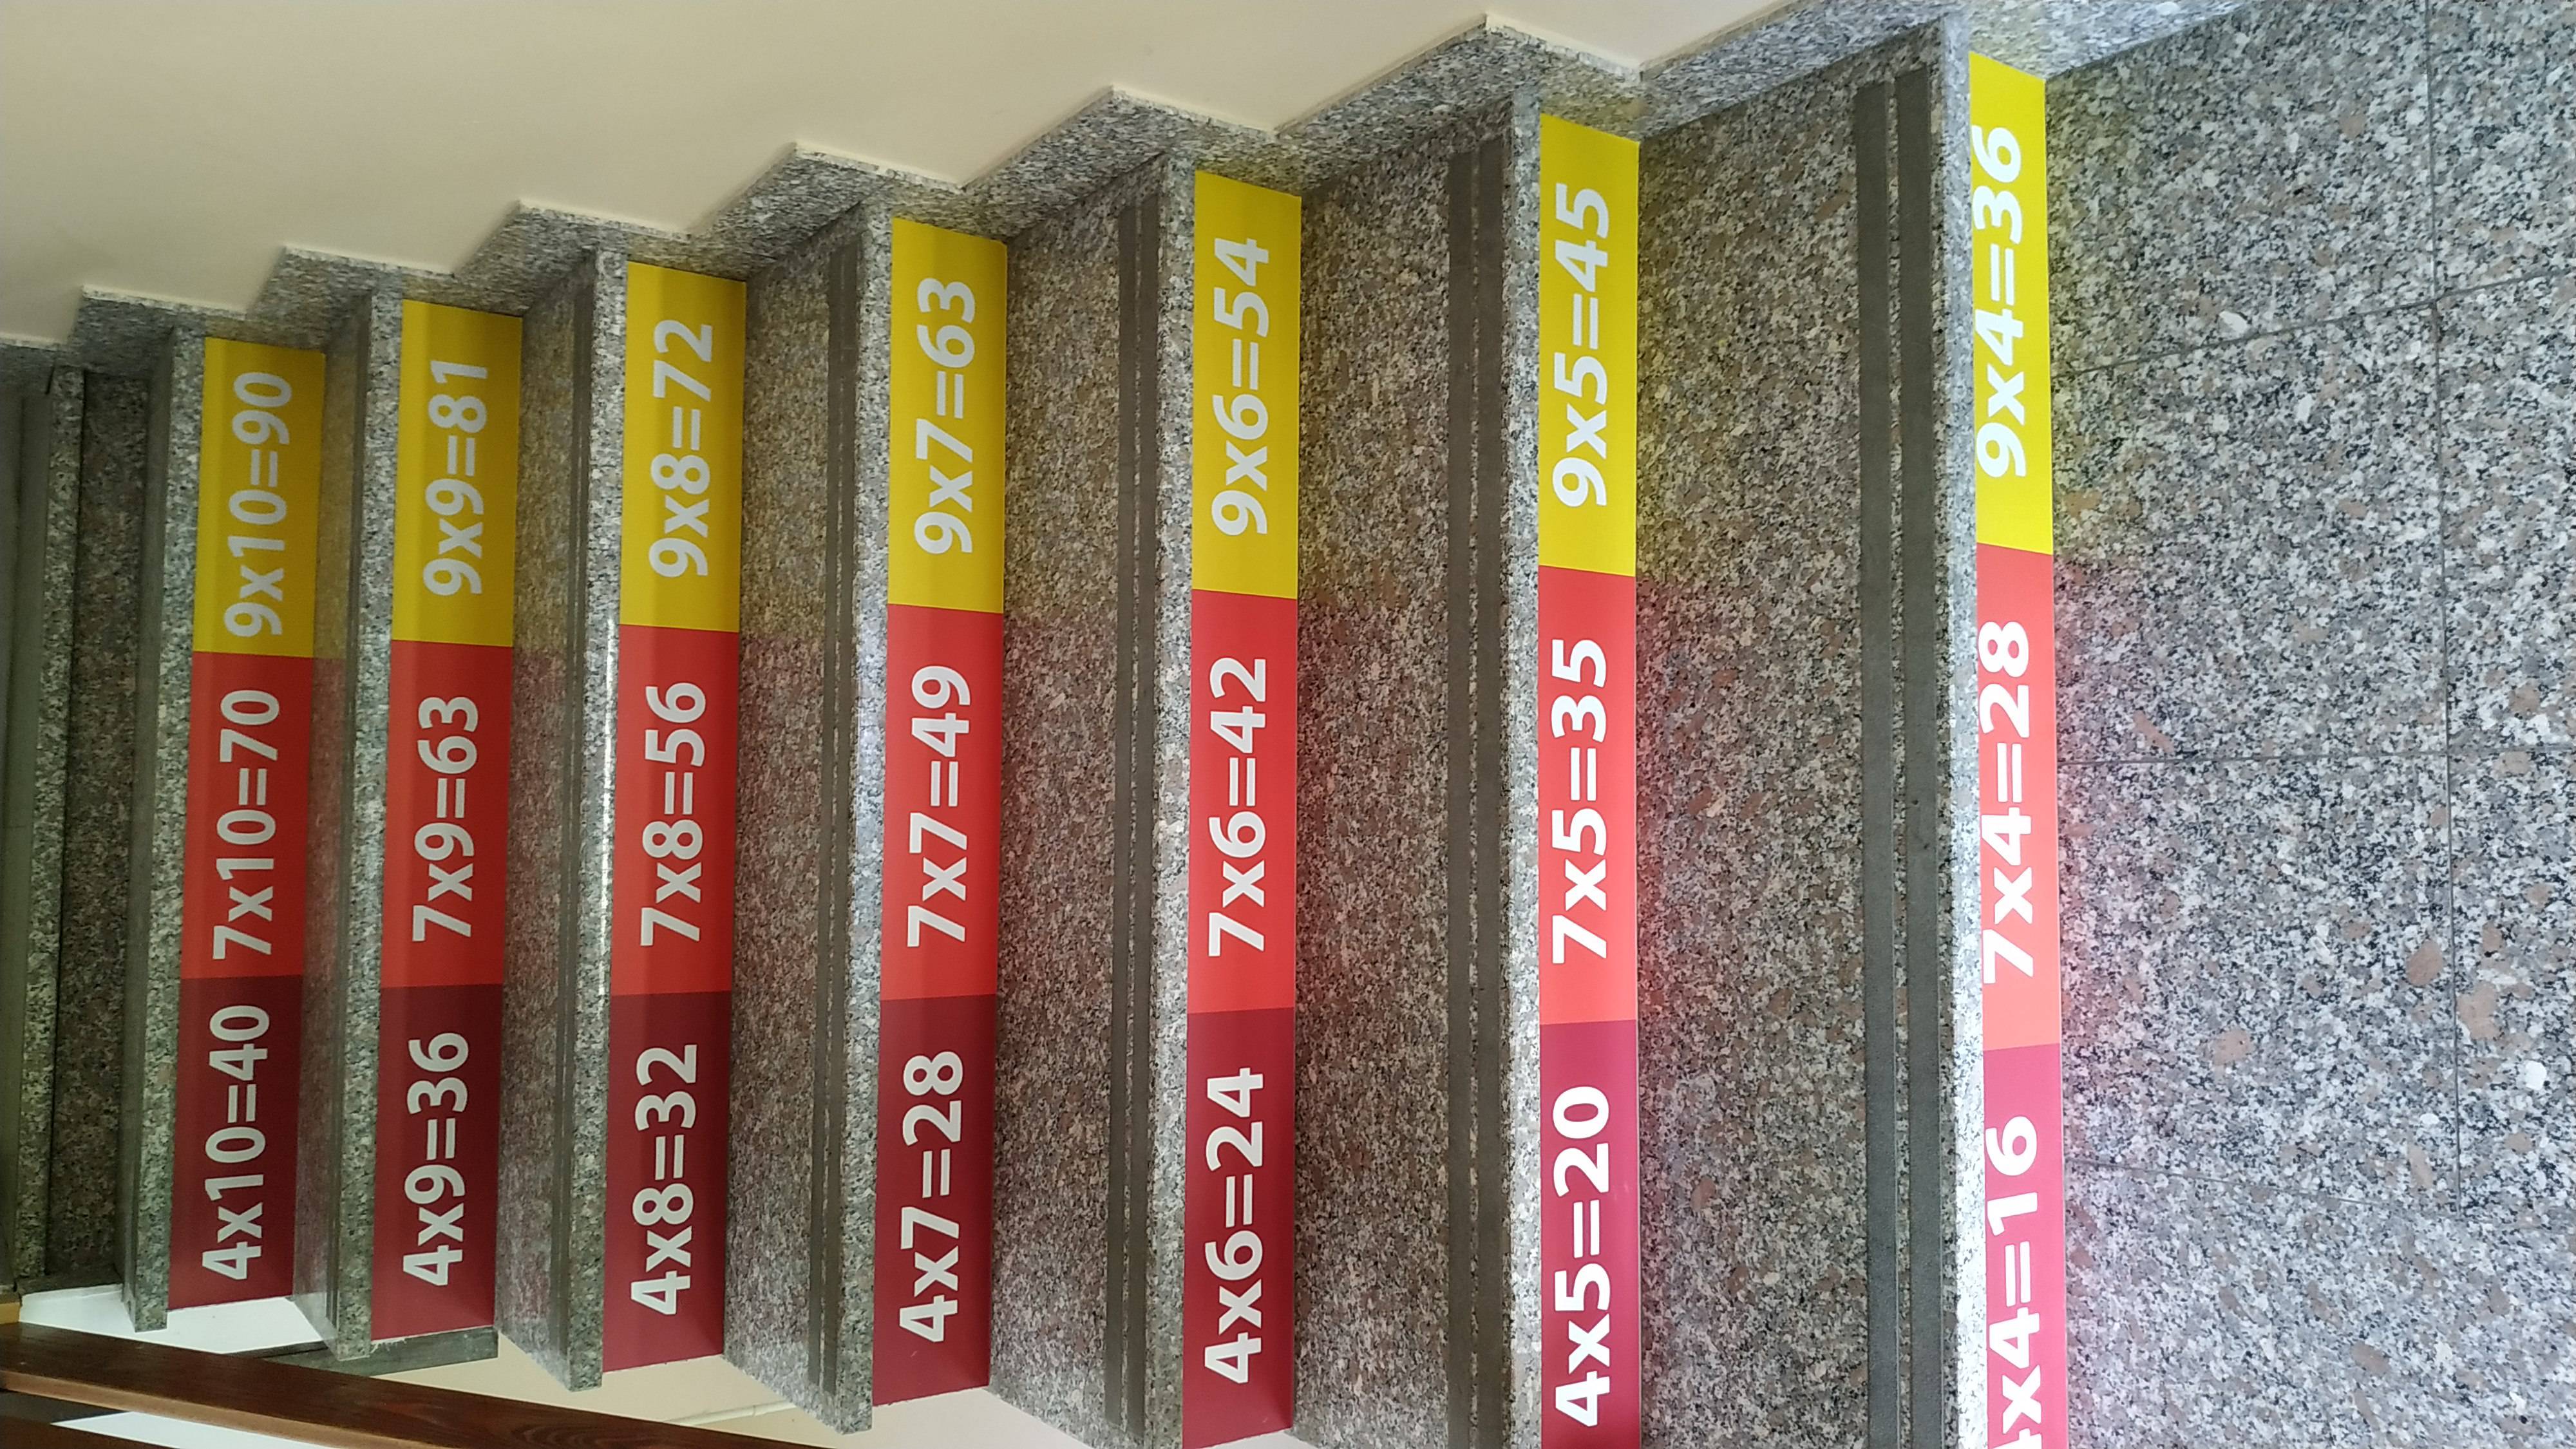 4x10=40 7x10=70 9x10=90
4x9=36 7x9=63 9x9=81
4x8=32 7x8=56 9x8=72
4x7=28 7x7=49 9x7=63
4x6=24 7x6=42 9x6=54
4x5=20 7x5=35 9x5=45
4x4=16 7x4=28 9x4=36